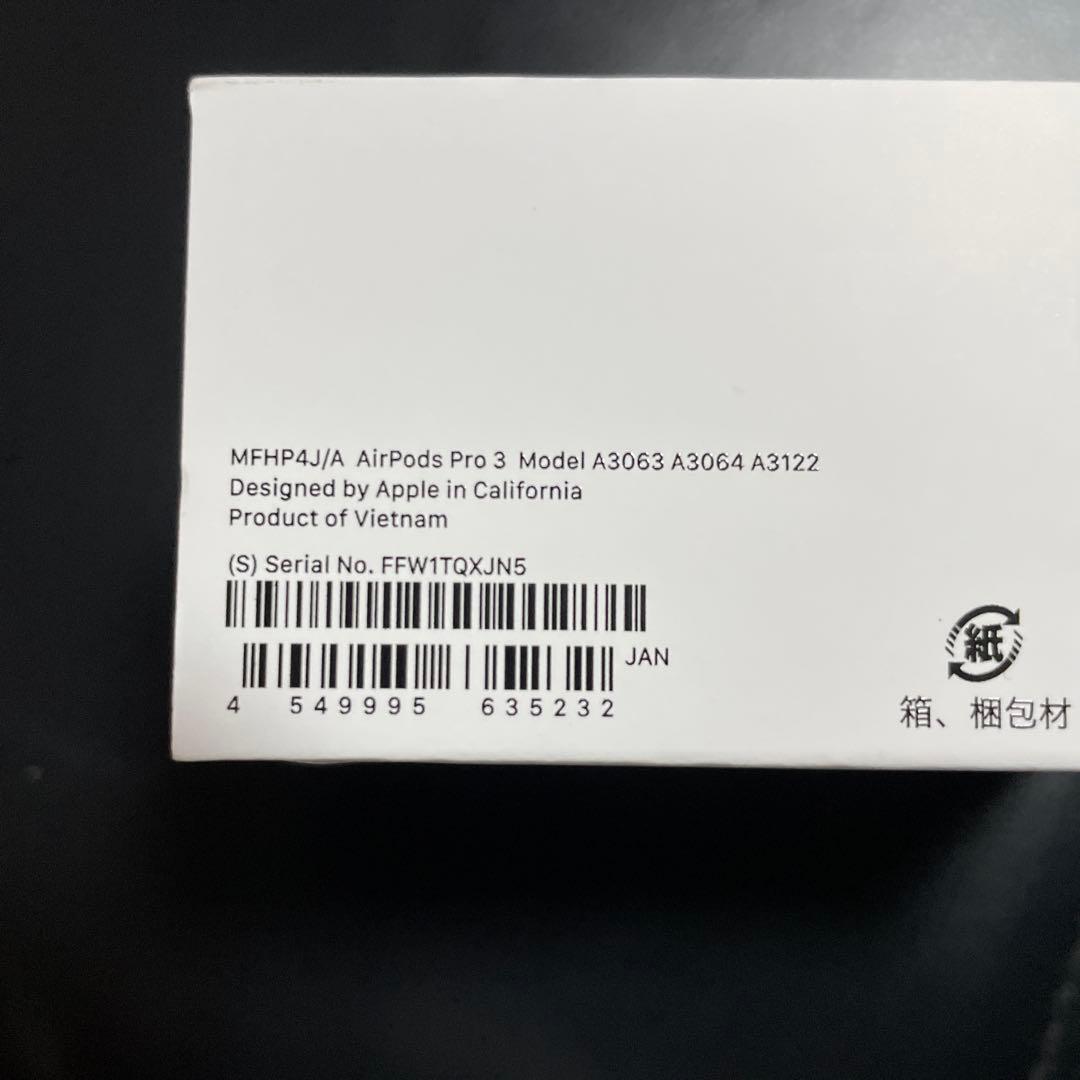 MFHP4J/A AirPods Pro 3 Model A3063 A3064 A3122
Designed by Apple in California
Product of Vietnam
(S) Serial No. FFW1TQXJN5
JAN
4 549995 635232
紙
箱、梱包材